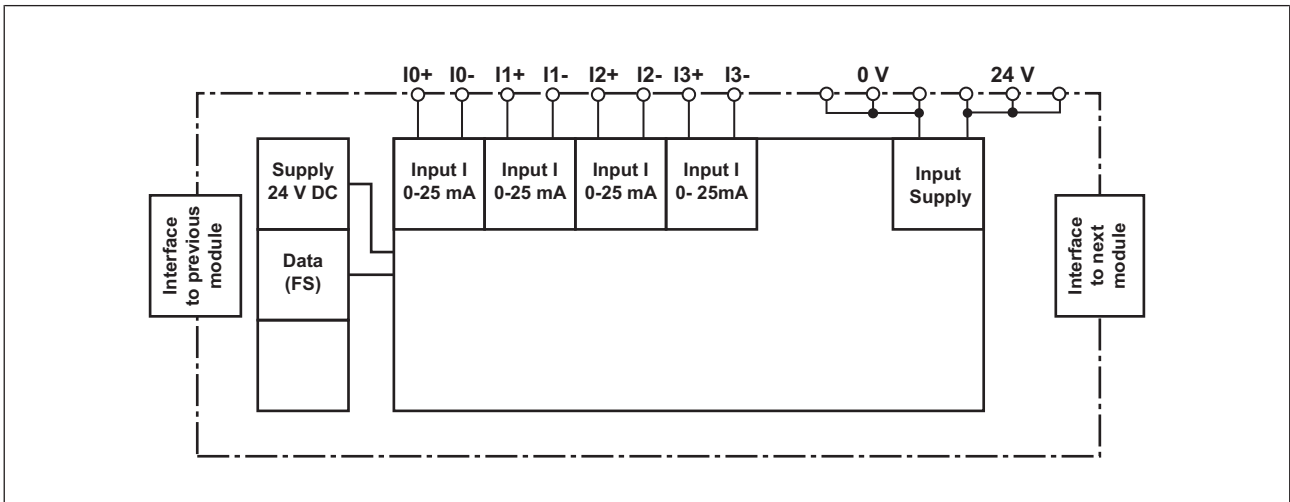 I0+ I0- I1+ I1- I2+ I2- I3+ I3- 0 V 24 V
Supply
24 V DC
Input I
0-25 mA
Input I
0-25 mA
Input I
0-25 mA
Input I
0- 25mA
Input
Supply
Interface
to previous
module
Data
(FS)
Interface
to next
module